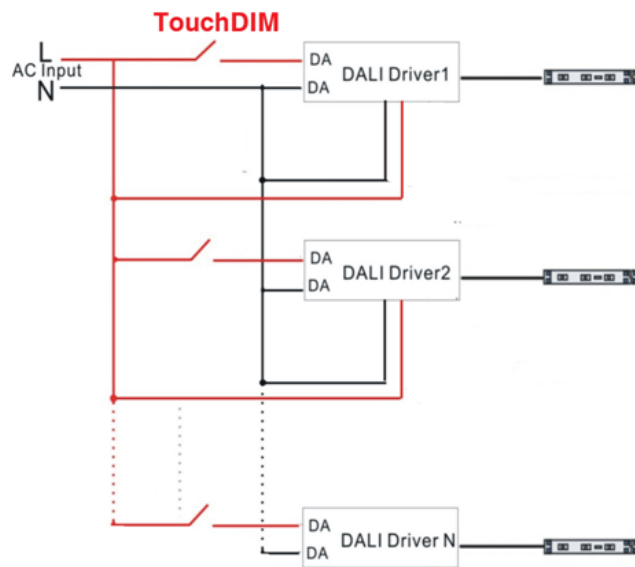 TouchDIM
L
AC Input
N
DA
DA
DALI Driver1
DA
DA
DALI Driver2
DA
DA
DALI Driver N